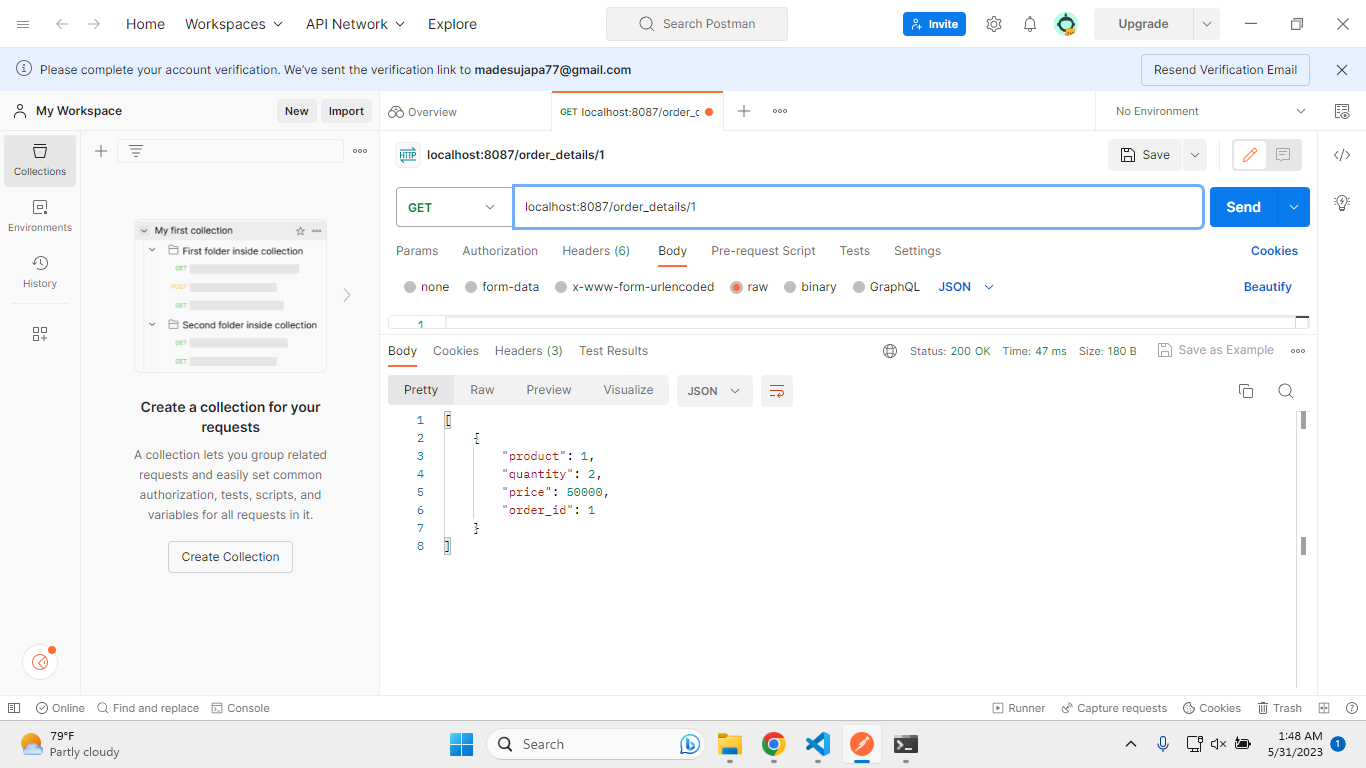 Home
Workspaces
API Network
Explore
Search Postman
Invite
Upgrade
Please complete your account verification. We've sent the verification link to madesujapa77@gmail.com
Resend Verification Email
My Workspace
New
Import
Overview
GET localhost:8087/order_c
No Environment
Collections
Environments
History
HTTP
localhost:8087/order_details/1
Save
GET
localhost:8087/order_details/1
Send
Params
Authorization
Headers (6)
Body
Pre-request Script
Tests
Settings
Cookies
none
form-data
x-www-form-urlencoded
raw
binary
GraphQL
JSON
Beautify
1
My first collection
First folder inside collection
GET
POST
GET
Second folder inside collection
GET
GET
Create a collection for your
requests
A collection lets you group related
requests and easily set common
authorization, tests, scripts, and
variables for all requests in it.
Create Collection
Body
Cookies
Headers (3)
Test Results
Status: 200 OK
Time: 47 ms
Size: 180 B
Save as Example
Pretty
Raw
Preview
Visualize
JSON
1 [
2 {
3 "product": 1,
4 "quantity": 2,
5 "price": 50000,
6 "order_id": 1
7 }
8 ]
Online
Find and replace
Console
Runner
Capture requests
Cookies
Trash
79°F
Partly cloudy
Search
1:48 AM
5/31/2023
1